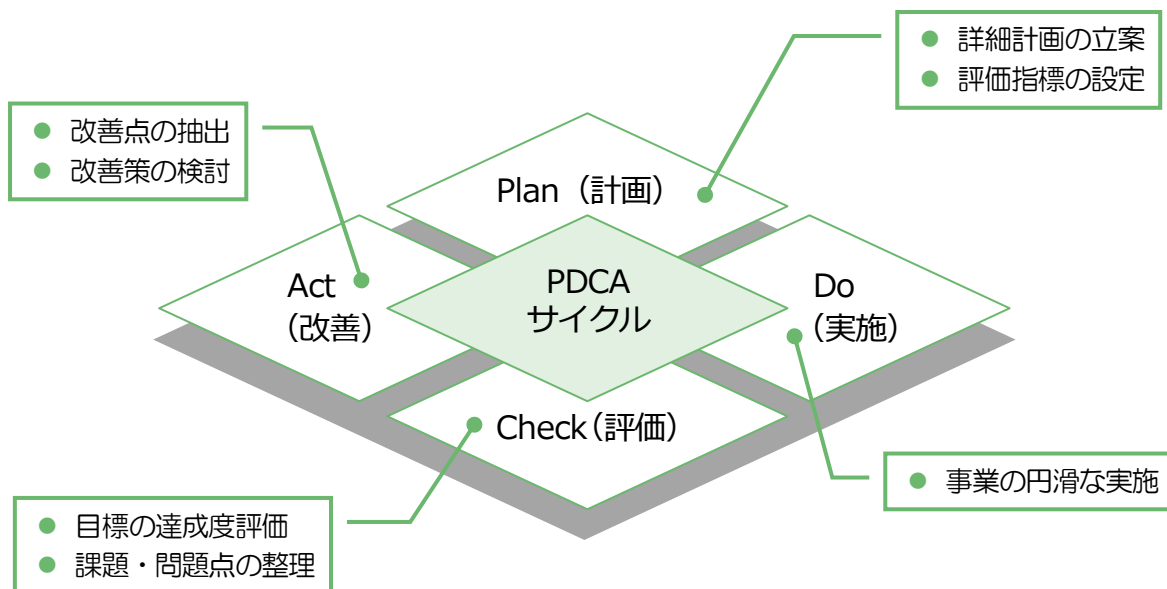 ● 詳細計画の立案
● 評価指標の設定
● 改善点の抽出
● 改善策の検討
Plan（計画）
Act
（改善）
PDCA
サイクル
Do
（実施）
Check（評価）
● 事業の円滑な実施
● 目標の達成度評価
● 課題・問題点の整理